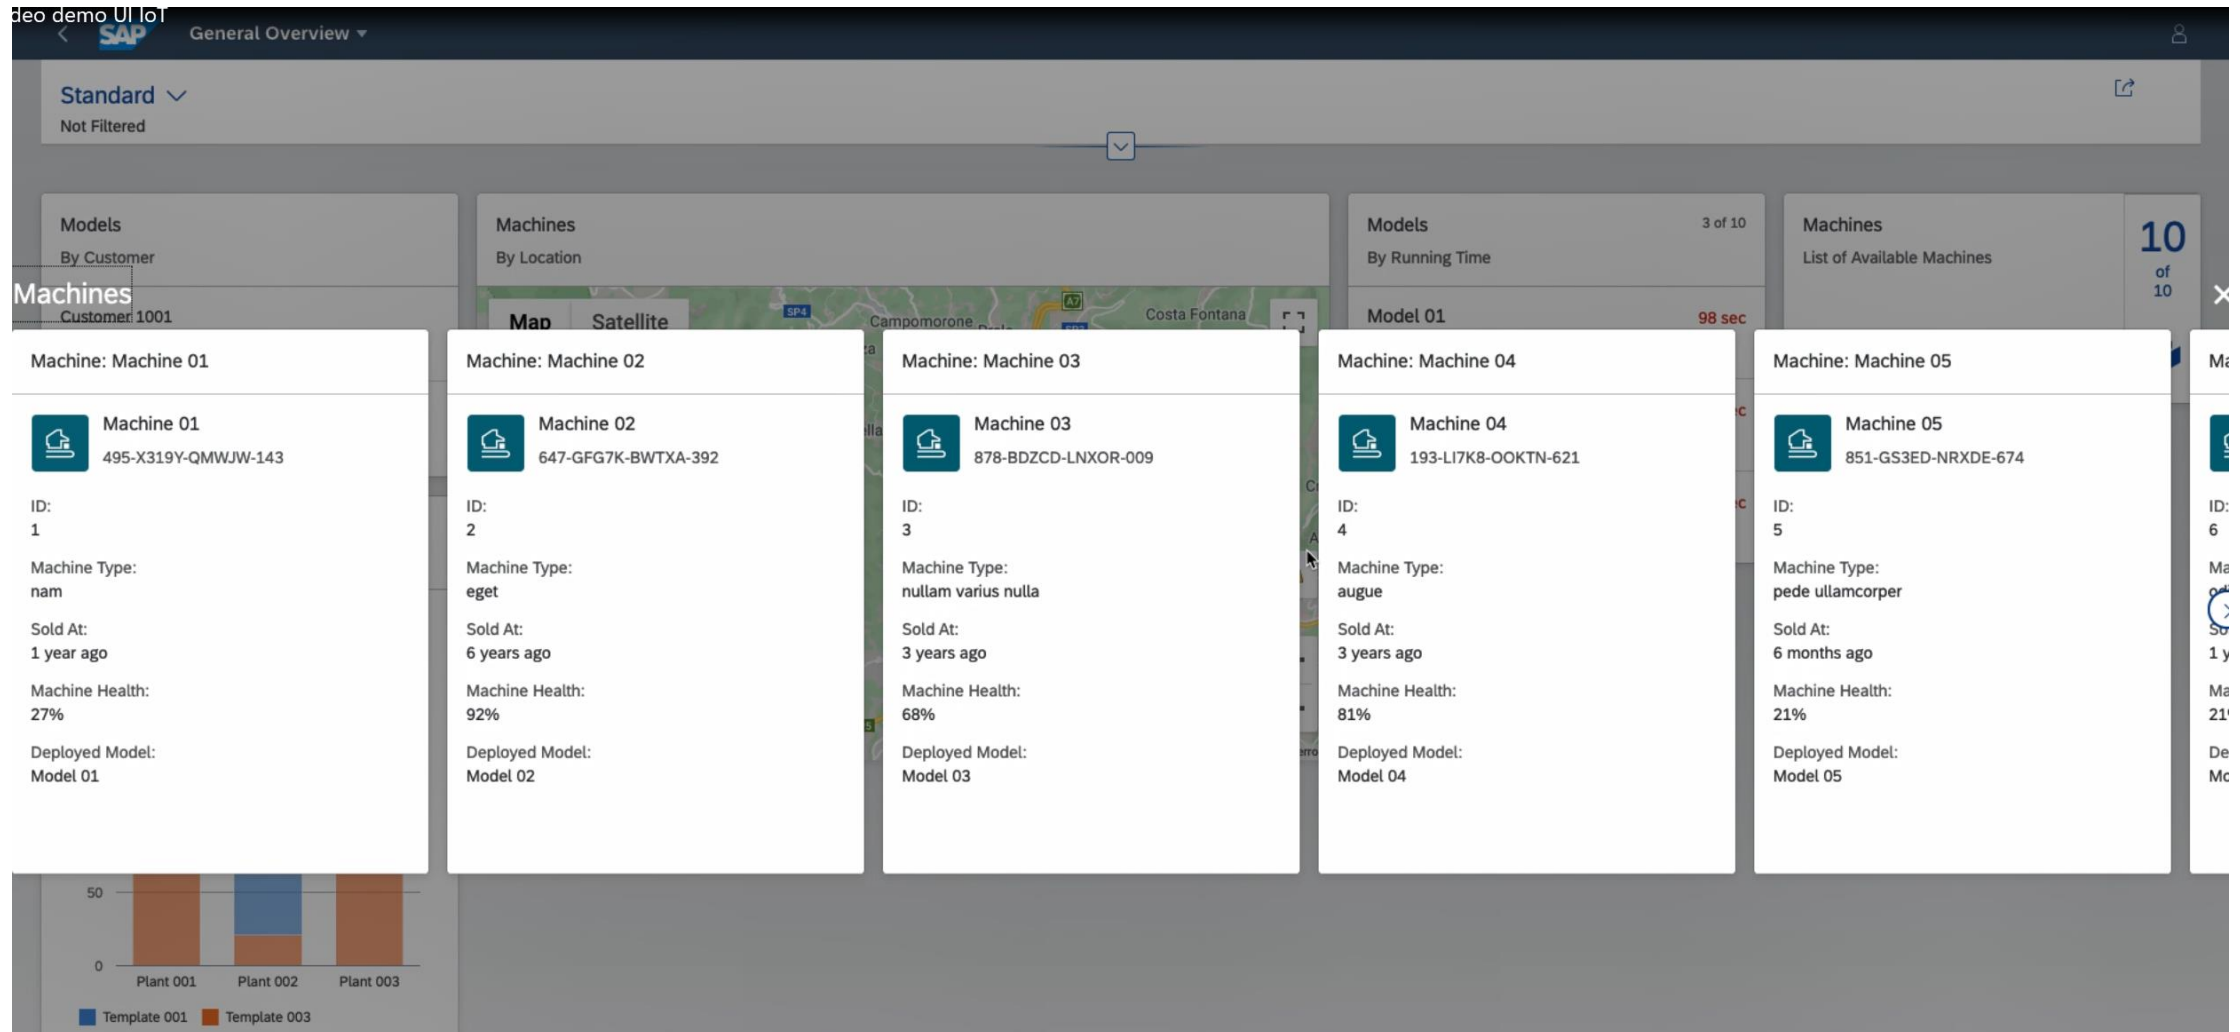 deo demo UI IoT
SAP General Overview
Standard
Not Filtered
Models
By Customer
Customer 1001
Machines
By Location
Map Satellite
SP4
A7
Campomorone
Costa Fontana
Models 3 of 10
By Running Time
Model 01 98 sec
Machines
List of Available Machines
10
of
10
Machines
Machine: Machine 01
Machine 01
495-X319Y-QMWJW-143
ID:
1
Machine Type:
nam
Sold At:
1 year ago
Machine Health:
27%
Deployed Model:
Model 01
Machine: Machine 02
Machine 02
647-GFG7K-BWTXA-392
ID:
2
Machine Type:
eget
Sold At:
6 years ago
Machine Health:
92%
Deployed Model:
Model 02
Machine: Machine 03
Machine 03
878-BDZCD-LNXOR-009
ID:
3
Machine Type:
nullam varius nulla
Sold At:
3 years ago
Machine Health:
68%
Deployed Model:
Model 03
Machine: Machine 04
Machine 04
193-LI7K8-OOKTN-621
ID:
4
Machine Type:
augue
Sold At:
3 years ago
Machine Health:
81%
Deployed Model:
Model 04
Machine: Machine 05
Machine 05
851-GS3ED-NRXDE-674
ID:
5
Machine Type:
pede ullamcorper
Sold At:
6 months ago
Machine Health:
21%
Deployed Model:
Model 05
ID:
6
50
0
Plant 001 Plant 002 Plant 003
Template 001 Template 003